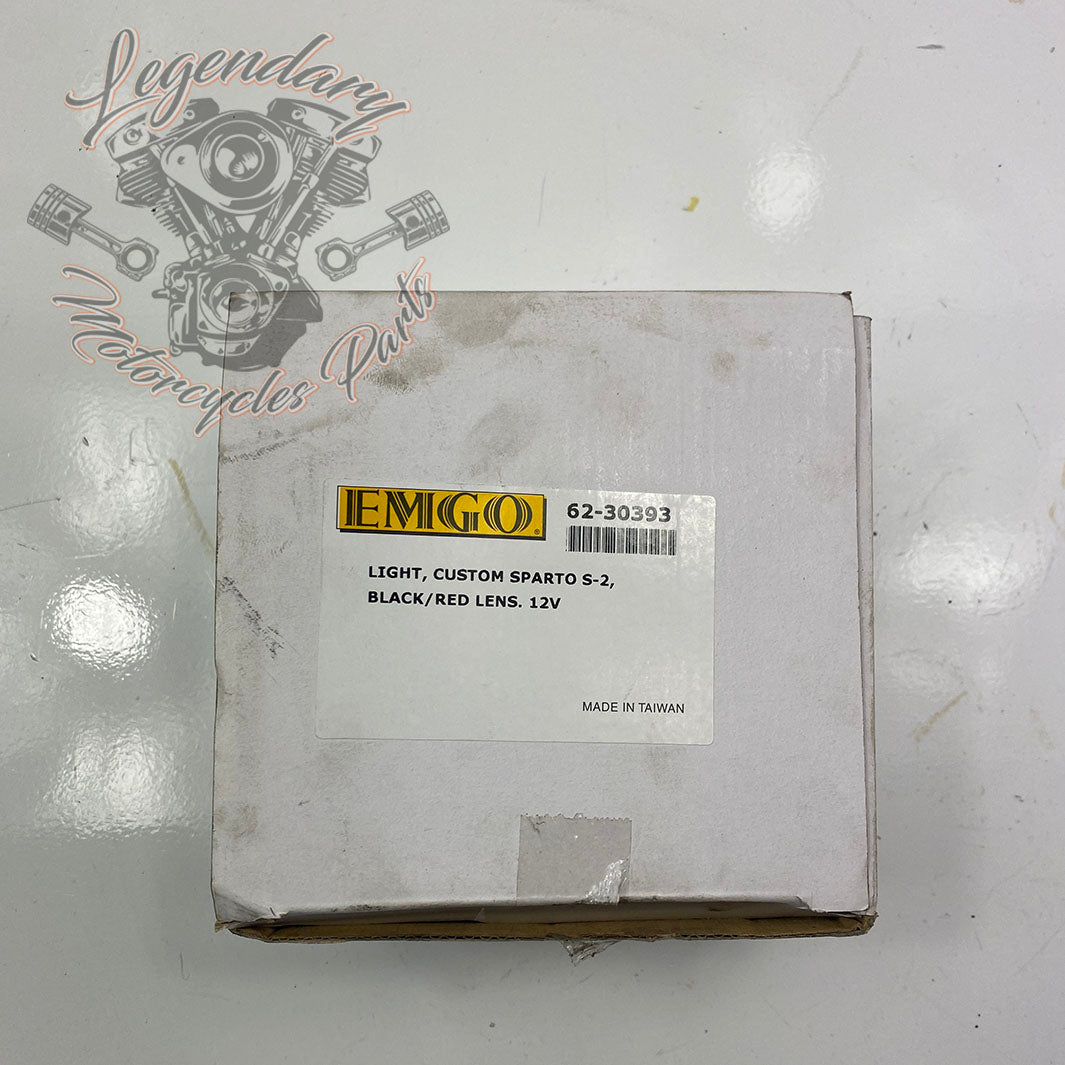 Legendary
Motorcycles Parts
EMGO®
62-30393
LIGHT, CUSTOM SPARTO S-2,
BLACK/RED LENS. 12V
MADE IN TAIWAN